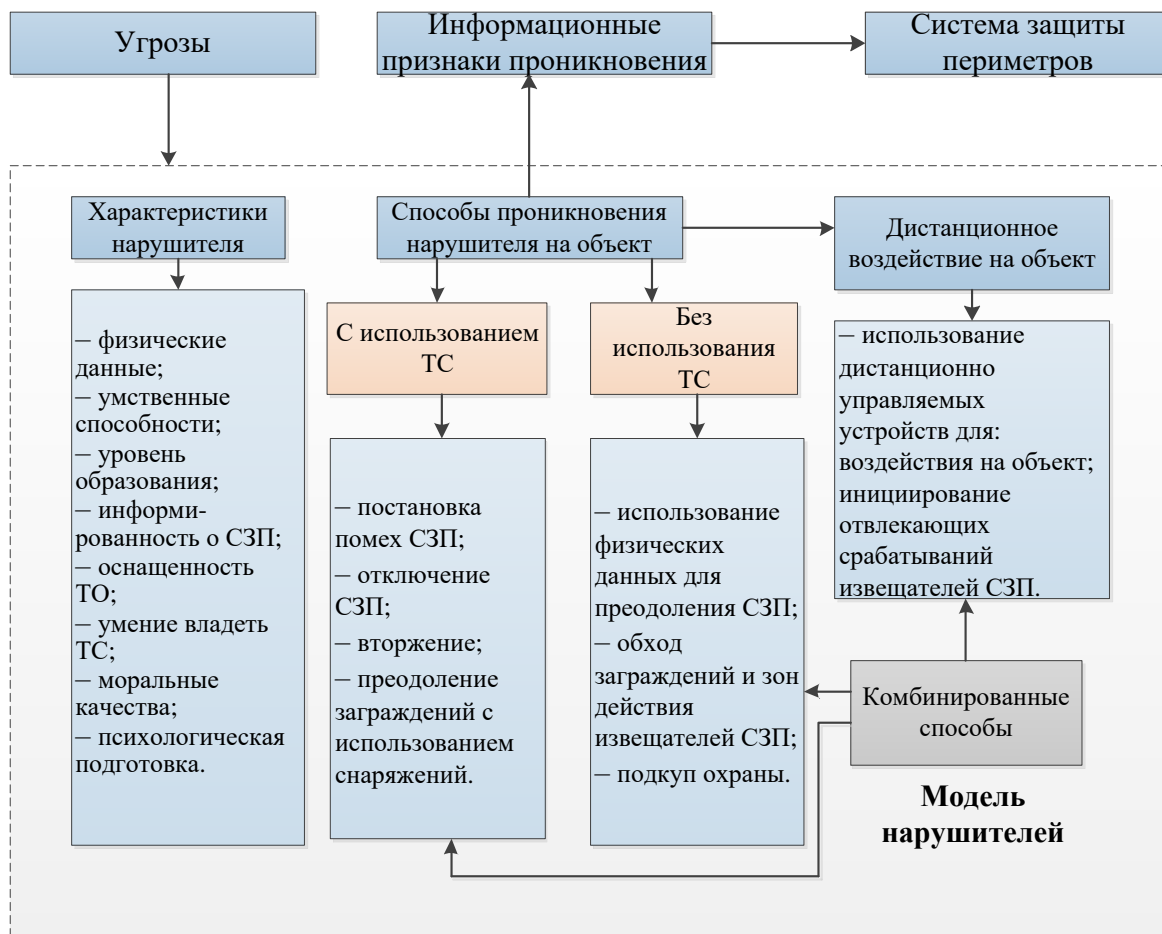 Угрозы
Информационные
признаки проникновения
Система защиты
периметров
Характеристики
нарушителя
Способы проникновения
нарушителя на объект
Дистанционное
воздействие на объект
– физические
данные;
– умственные
способности;
– уровень
образования;
– информи-
рованность о СЗП;
– оснащенность
ТО;
– умение владеть
ТС;
– моральные
качества;
– психологическая
подготовка.
С использованием
ТС
– постановка
помех СЗП;
– отключение
СЗП;
– вторжение;
– преодоление
заграждений с
использованием
снаряжений.
Без
использования
ТС
– использование
физических
данных для
преодоления СЗП;
– обход
заграждений и зон
действия
извещателей СЗП;
– подкуп охраны.
– использование
дистанционно
управляемых
устройств для:
воздействия на объект;
инициирование
отвлекающих
срабатываний
извещателей СЗП.
Комбинированные
способы
Модель
нарушителей